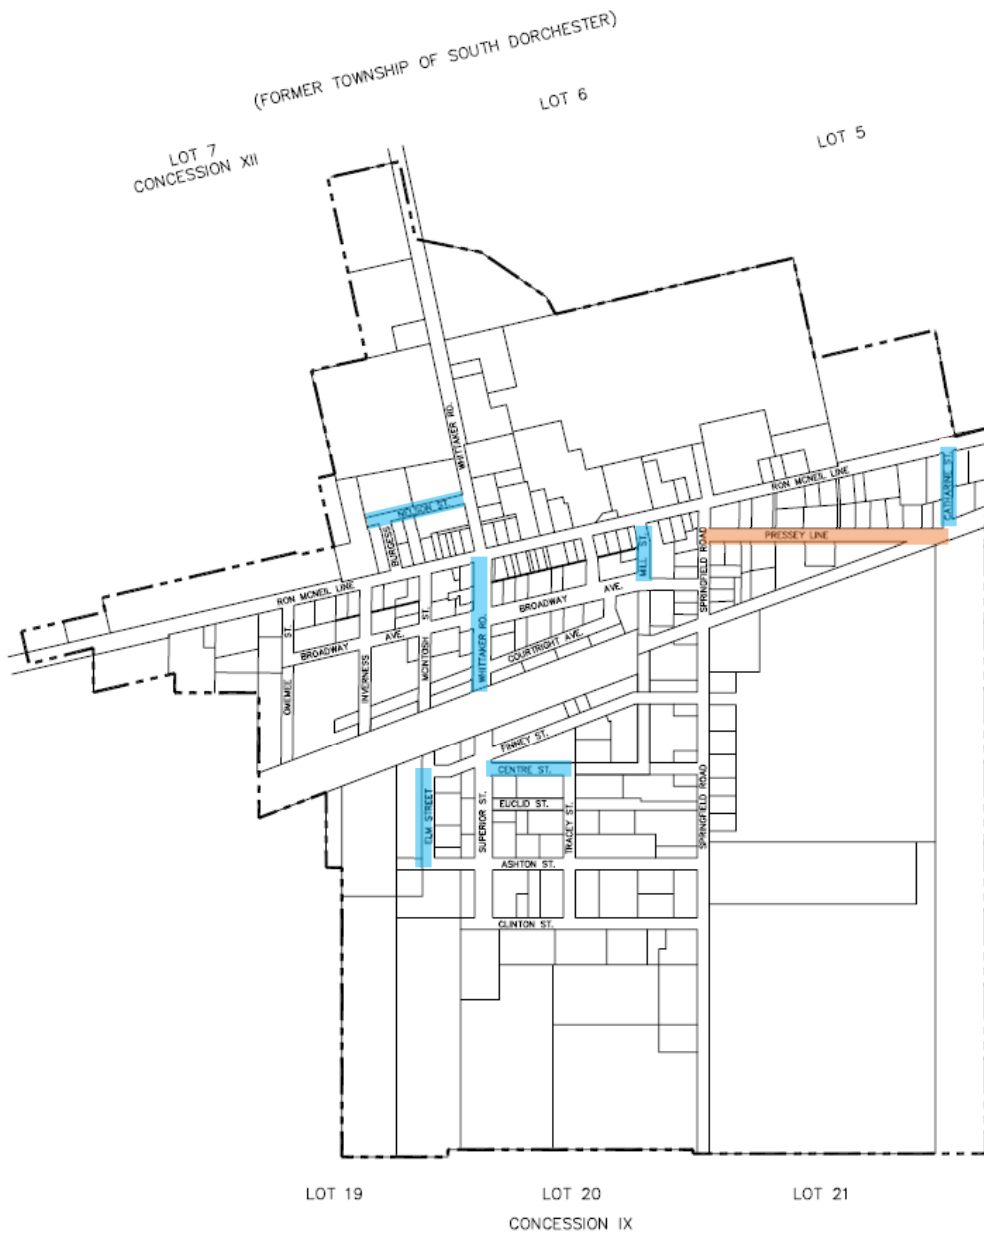 (FORMER TOWNSHIP OF SOUTH DORCHESTER)
LOT 6
LOT 5
LOT 7
CONCESSION XII
WHITTAKER RD.
RON MCNEIL LINE
CATHARINE ST.
NELSON ST.
BURGESS
PRESSEY LINE
MILL ST.
SPRINGFIELD ROAD
RON MCNEIL LINE
BROADWAY AVE.
OMEMEE ST.
BROADWAY AVE.
MCINTOSH ST.
INVERNESS
WHITTAKER RD.
COURTRIGHT AVE.
FINNEY ST.
CENTRE ST.
ELM STREET
SUPERIOR ST.
EUCLID ST.
TRACEY ST.
SPRINGFIELD ROAD
ASHTON ST.
CLINTON ST.
LOT 19
LOT 20
LOT 21
CONCESSION IX